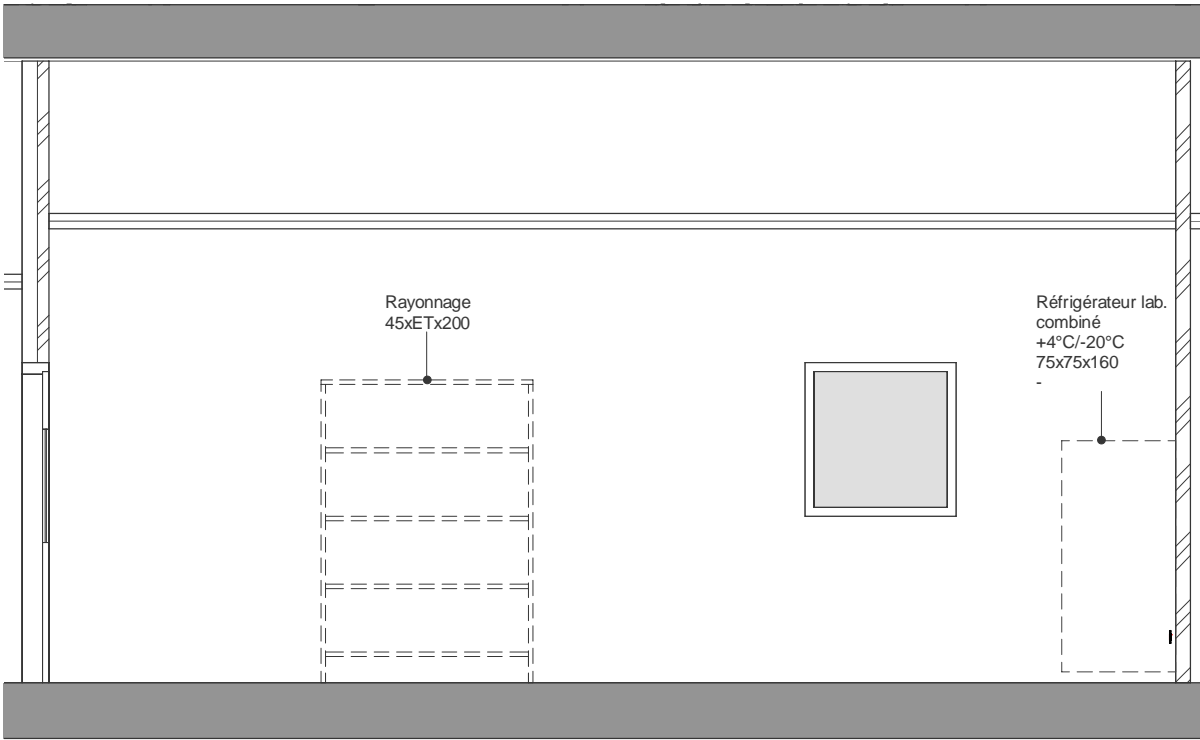 Rayonnage
45xETx200
Réfrigérateur lab.
combiné
+4°C/-20°C
75x75x160
-